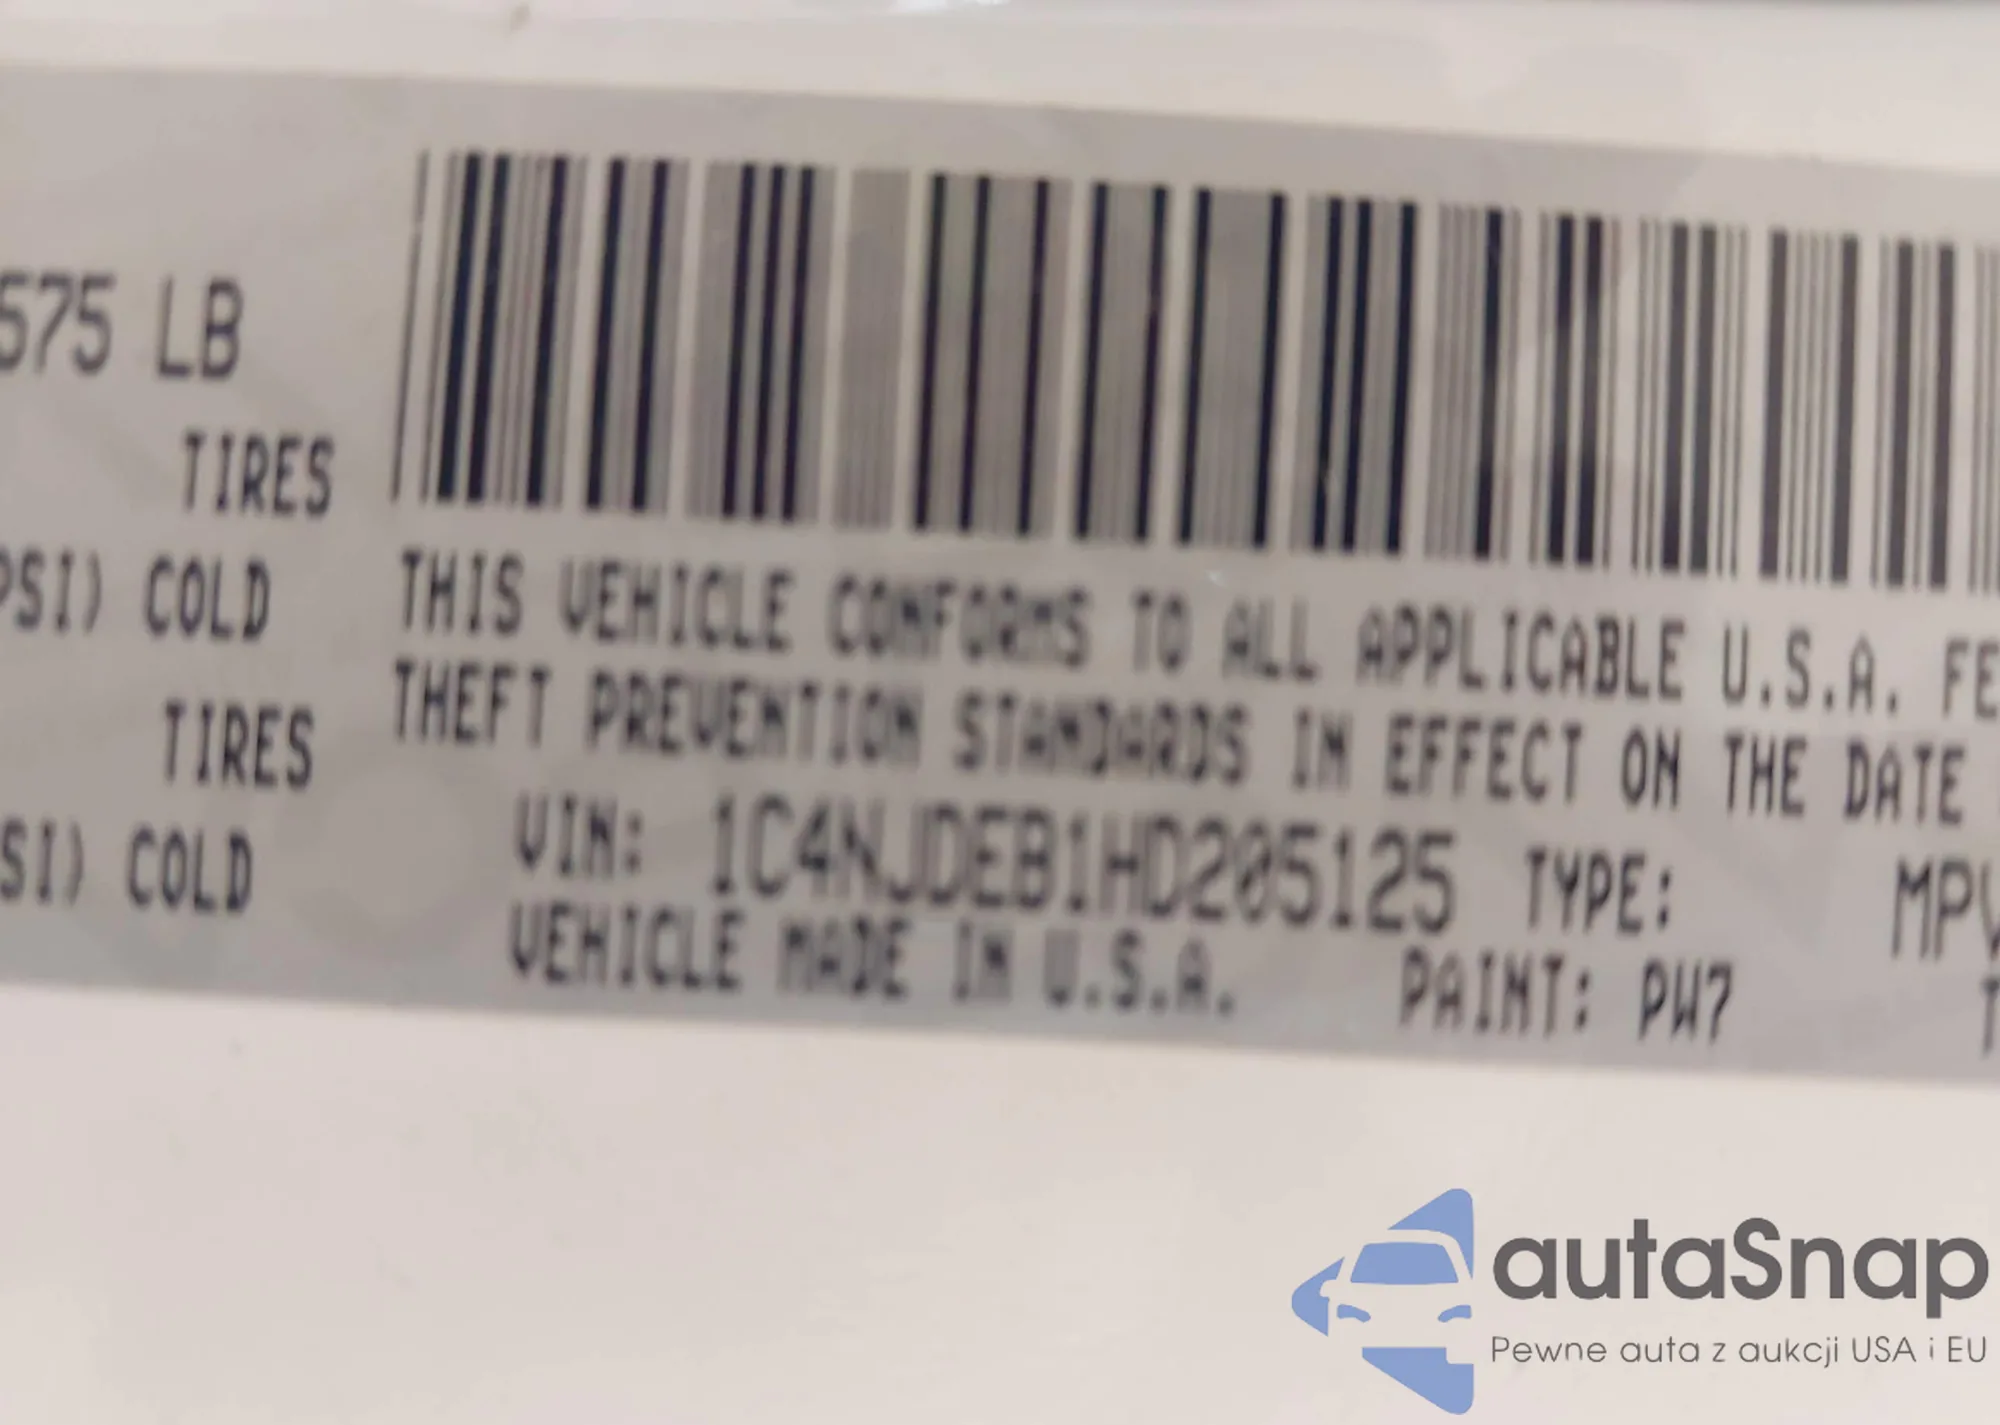 575 LB
TIRES
PSI) COLD
TIRES
SI) COLD
THIS VEHICLE CONFORMS TO ALL APPLICABLE U.S.A. FE
THEFT PREVENTION STANDARDS IN EFFECT ON THE DATE
VIN: 1C4NJDEB1HD205125 TYPE: MPV
VEHICLE MADE IN U.S.A. PAINT: PW7 T
autaSnap
Pewne auta z aukcji USA i EU